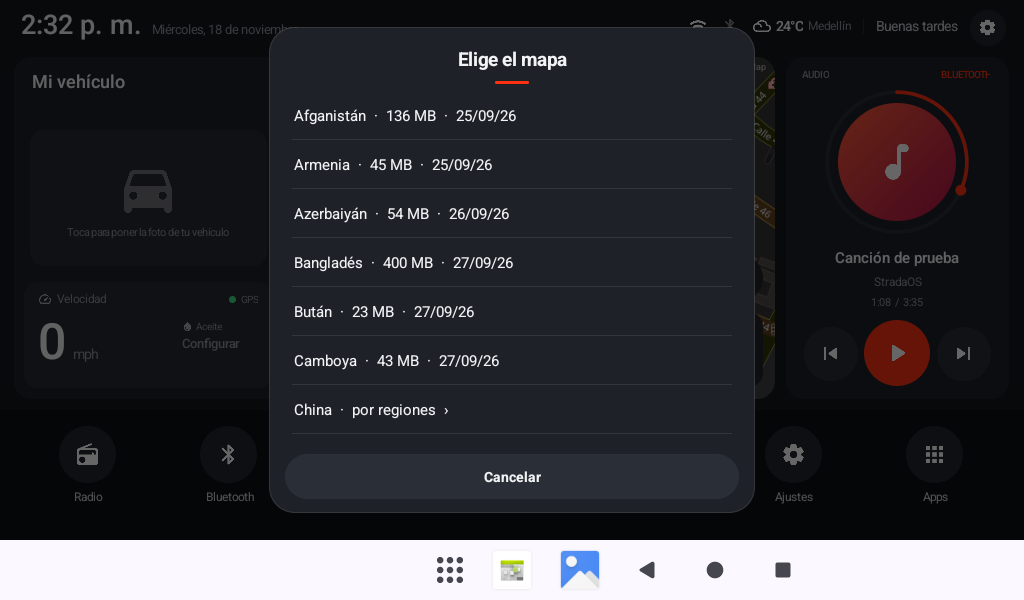 2:32 p. m.
Miércoles, 18 de noviembre
24°C Medellín
Buenas tardes
Mi vehículo
Toca para poner la foto de tu vehículo
Velocidad
GPS
0 mph
Aceite
Configurar
Elige el mapa
Afganistán · 136 MB · 25/09/26
Armenia · 45 MB · 25/09/26
Azerbaiyán · 54 MB · 26/09/26
Bangladés · 400 MB · 27/09/26
Bután · 23 MB · 27/09/26
Camboya · 43 MB · 27/09/26
China · por regiones ›
Cancelar
AUDIO
BLUETOOTH
Canción de prueba
StradaOS
1:08 / 3:35
Radio
Bluetooth
Ajustes
Apps